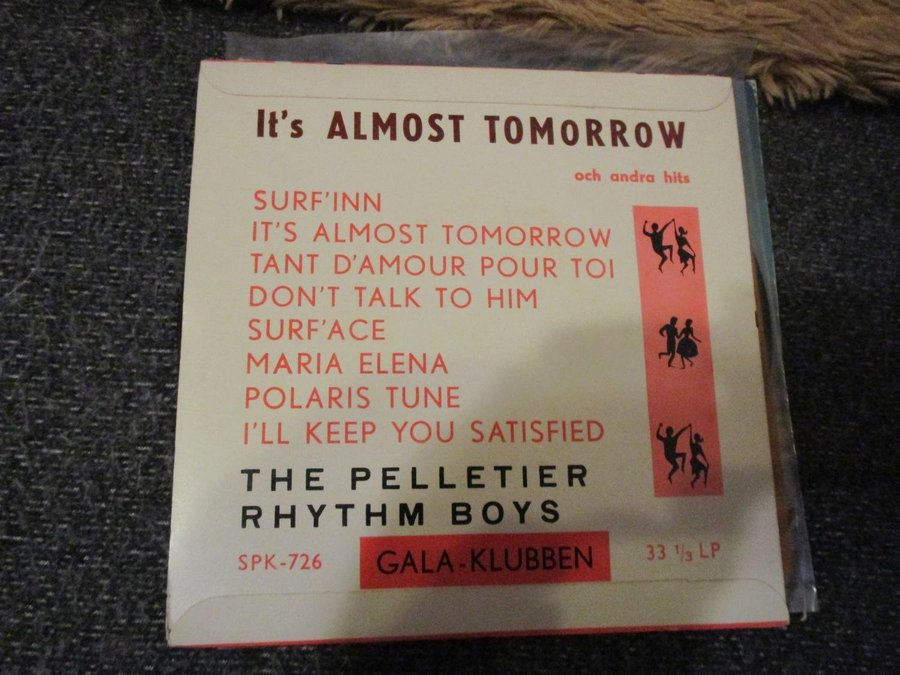 It's ALMOST TOMORROW
och andra hits
SURF'INN
IT'S ALMOST TOMORROW
TANT D'AMOUR POUR TOI
DON'T TALK TO HIM
SURF'ACE
MARIA ELENA
POLARIS TUNE
I'LL KEEP YOU SATISFIED
THE PELLETIER
RHYTHM BOYS
SPK-726 GALA-KLUBBEN 33 1/3 LP